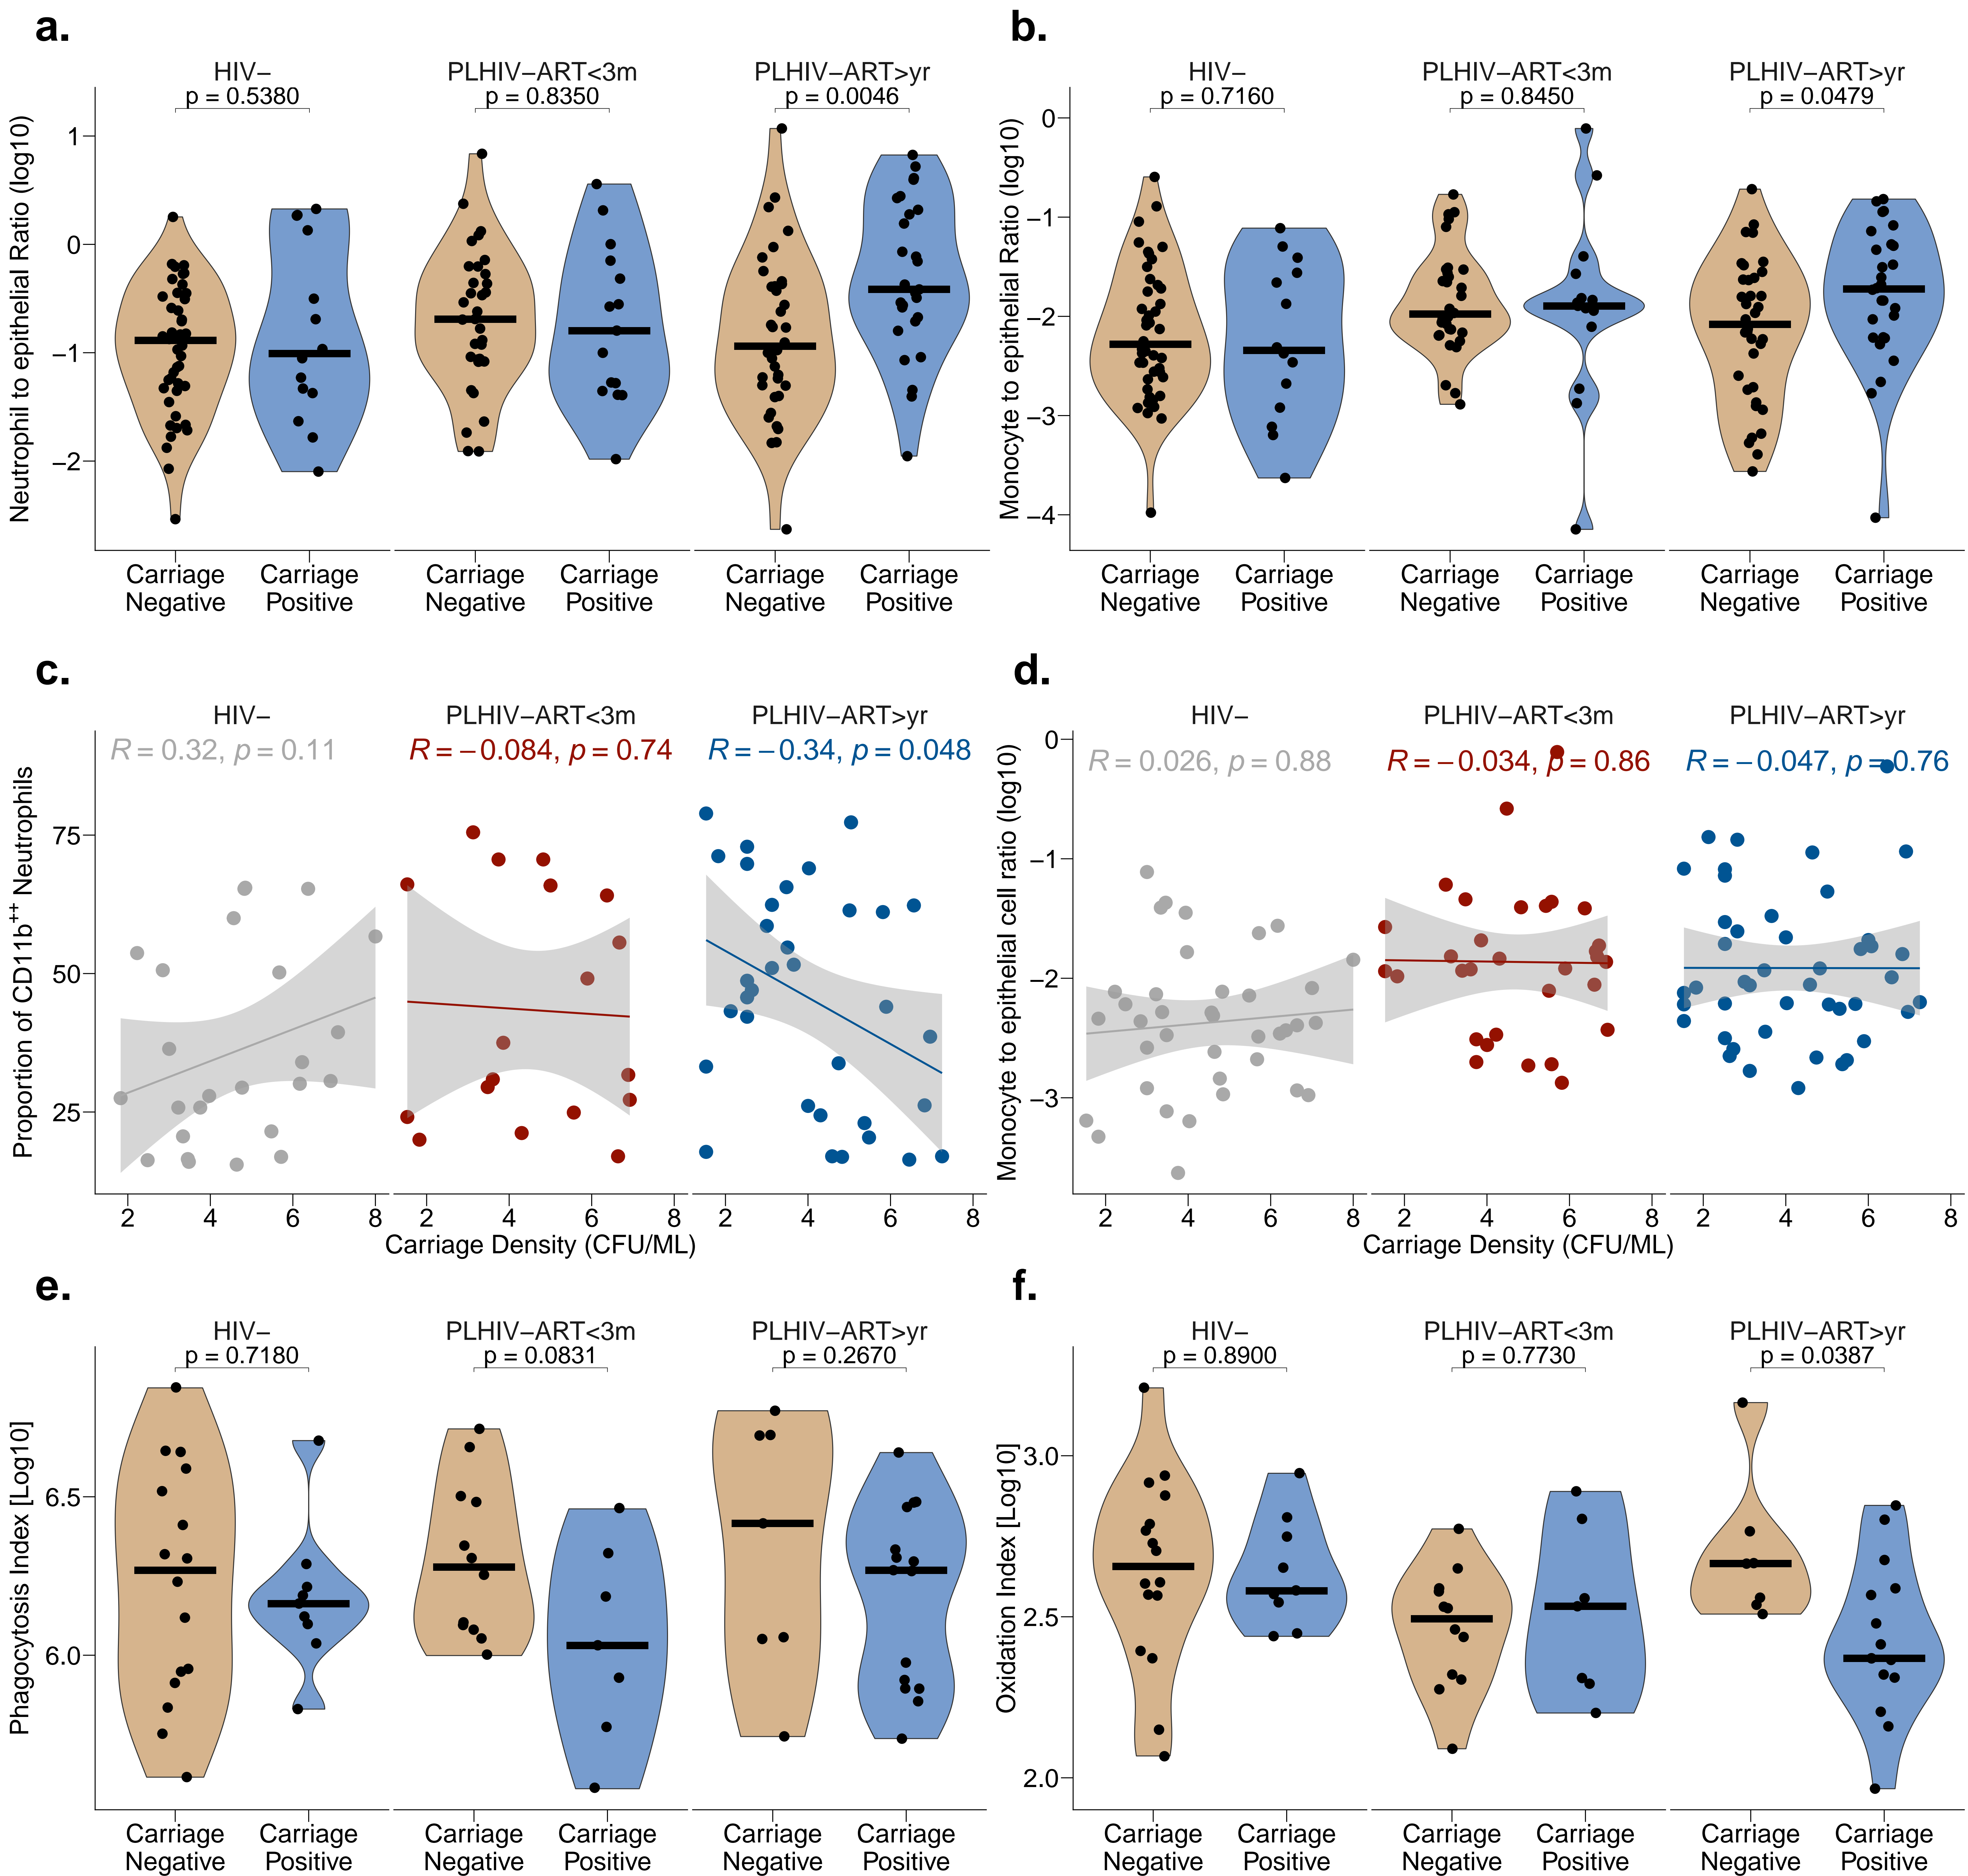 a.
HIV– PLHIV–ART<3m PLHIV–ART>yr
p = 0.5380 p = 0.8350 p = 0.0046
Neutrophil to epithelial Ratio (log10)
1
0
−1
−2
Carriage Carriage Carriage Carriage Carriage Carriage
Negative Positive Negative Positive Negative Positive
b.
HIV– PLHIV–ART<3m PLHIV–ART>yr
p = 0.7160 p = 0.8450 p = 0.0479
Monocyte to epithelial Ratio (log10)
0
−1
−2
−3
−4
Carriage Carriage Carriage Carriage Carriage Carriage
Negative Positive Negative Positive Negative Positive
c.
HIV– PLHIV–ART<3m PLHIV–ART>yr
R = 0.32, p = 0.11 R = −0.084, p = 0.74 R = −0.34, p = 0.048
Proportion of CD11b++ Neutrophils
75
50
25
2 4 6 8 2 4 6 8 2 4 6 8
Carriage Density (CFU/ML)
d.
HIV– PLHIV–ART<3m PLHIV–ART>yr
R = 0.026, p = 0.88 R = −0.034, p = 0.86 R = −0.047, p = 0.76
Monocyte to epithelial cell ratio (log10)
0
−1
−2
−3
2 4 6 8 2 4 6 8 2 4 6 8
Carriage Density (CFU/ML)
e.
HIV– PLHIV–ART<3m PLHIV–ART>yr
p = 0.7180 p = 0.0831 p = 0.2670
Phagocytosis Index [Log10]
6.5
6.0
Carriage Carriage Carriage Carriage Carriage Carriage
Negative Positive Negative Positive Negative Positive
f.
HIV– PLHIV–ART<3m PLHIV–ART>yr
p = 0.8900 p = 0.7730 p = 0.0387
Oxidation Index [Log10]
3.0
2.5
2.0
Carriage Carriage Carriage Carriage Carriage Carriage
Negative Positive Negative Positive Negative Positive